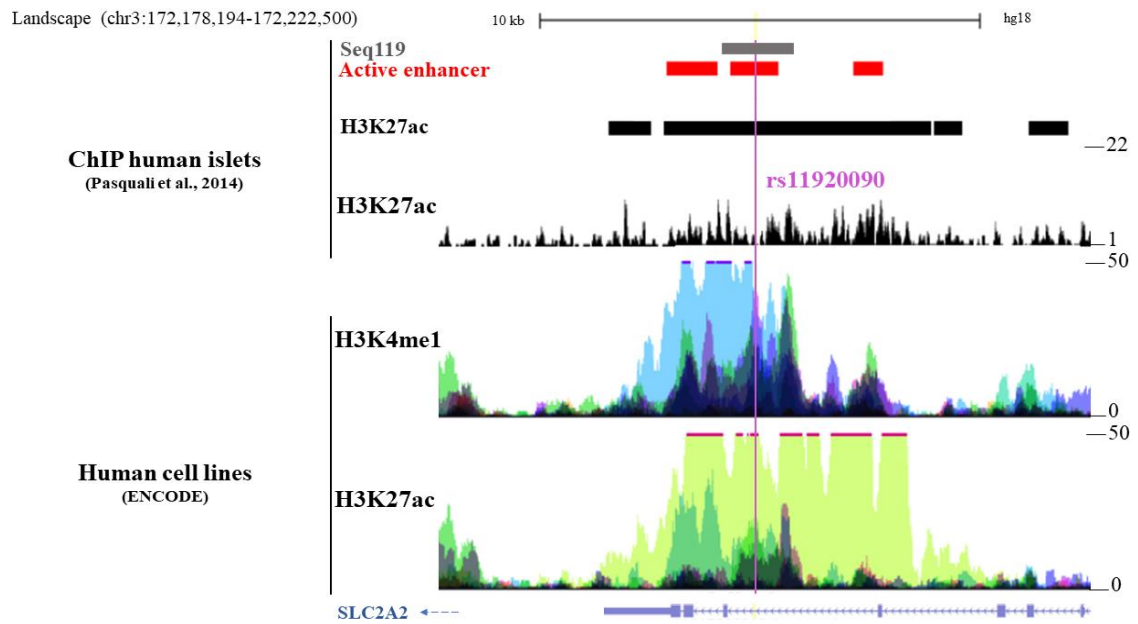 Landscape (chr3:172,178,194-172,222,500)
10 kb
hg18
Seq119
Active enhancer
H3K27ac
22
ChIP human islets
(Pasquali et al., 2014)
rs11920090
H3K27ac
1
50
H3K4me1
0
50
Human cell lines
(ENCODE)
H3K27ac
0
SLC2A2